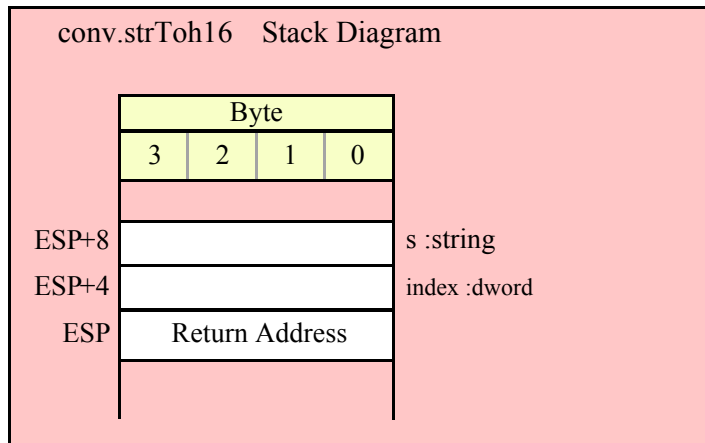 conv.strToh16 Stack Diagram
Byte
3 2 1 0
ESP+8 s :string
ESP+4 index :dword
ESP Return Address